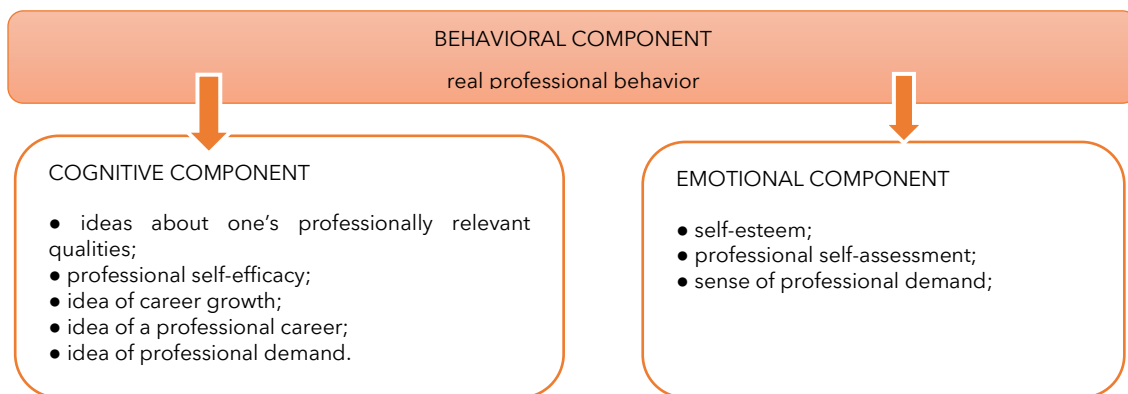 BEHAVIORAL COMPONENT
real professional behavior
COGNITIVE COMPONENT
● ideas about one’s professionally relevant
qualities;
● professional self-efficacy;
● idea of career growth;
● idea of a professional career;
● idea of professional demand.
EMOTIONAL COMPONENT
● self-esteem;
● professional self-assessment;
● sense of professional demand;